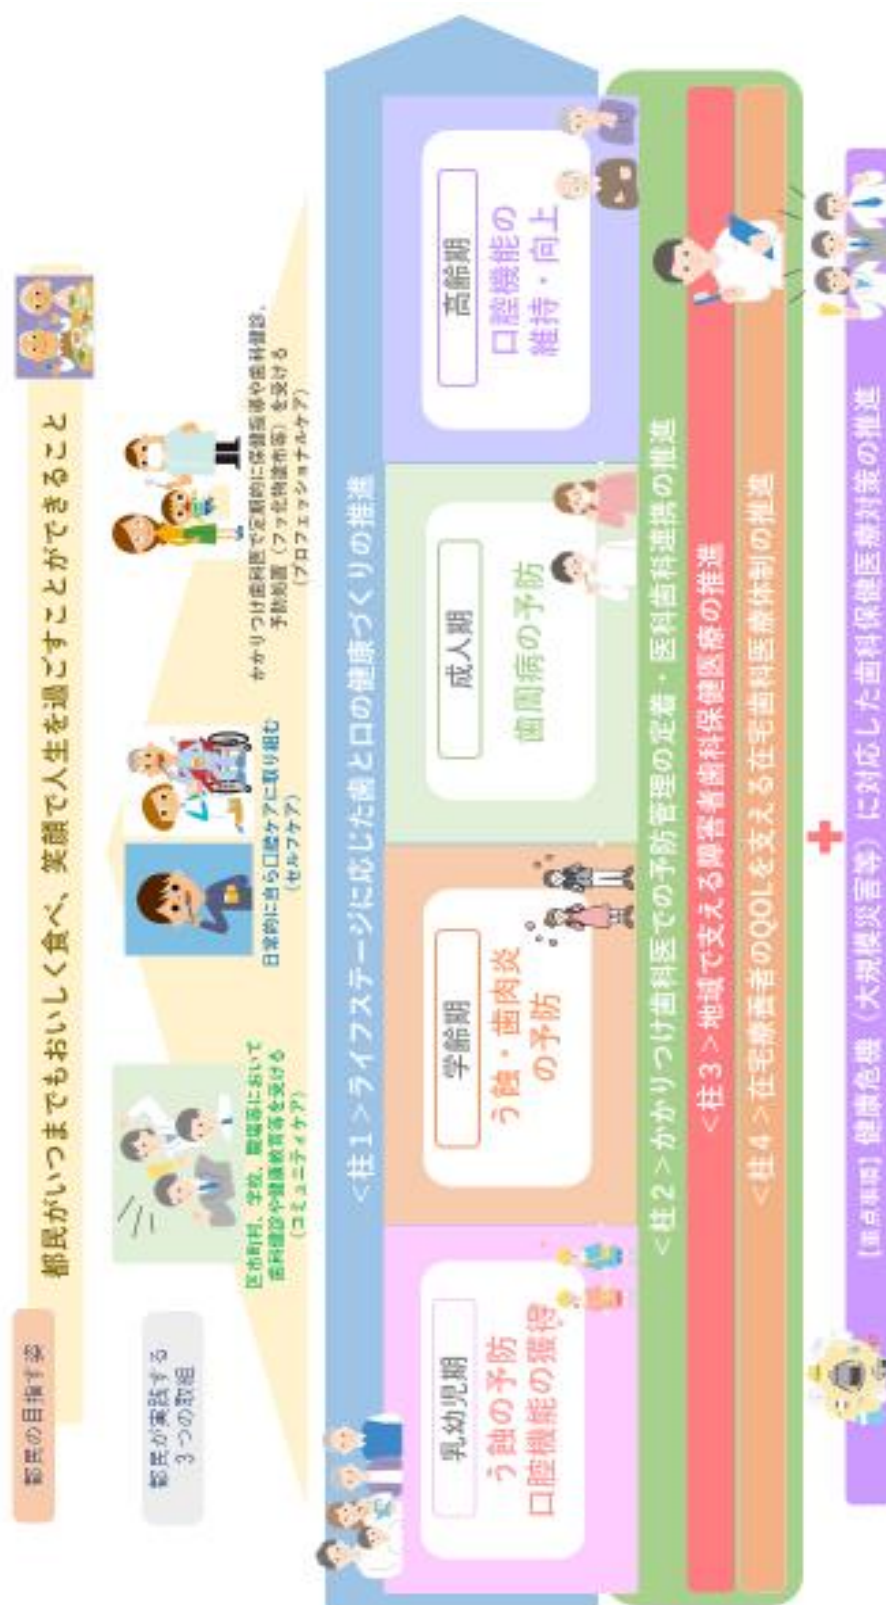 都民の目指す姿
都民がいつまでもおいしく食べ、笑顔で人生を過ごすことができること
都民が実践する
3つの取組
区市町村、学校、職場等において
歯科健診や健康教育等を受ける
(コミュニティケア)
日常的に自ら口腔ケアに取り組む
(セルフケア)
かかりつけ歯科医で定期的に保健指導や歯科健診、
予防処置(フッ化物塗布等)を受ける
(プロフェッショナルケア)
<柱1>ライフステージに応じた歯と口の健康づくりの推進
乳幼児期
う蝕の予防
口腔機能の獲得
学齢期
う蝕・歯肉炎
の予防
成人期
歯周病の予防
高齢期
口腔機能の
維持・向上
<柱2>かかりつけ歯科医での予防管理の定着・医科歯科連携の推進
<柱3>地域で支える障害者歯科保健医療の推進
<柱4>在宅療養者のQOLを支える在宅歯科医療体制の推進
【重点事項】健康危機(大規模災害等)に対応した歯科保健医療対策の推進